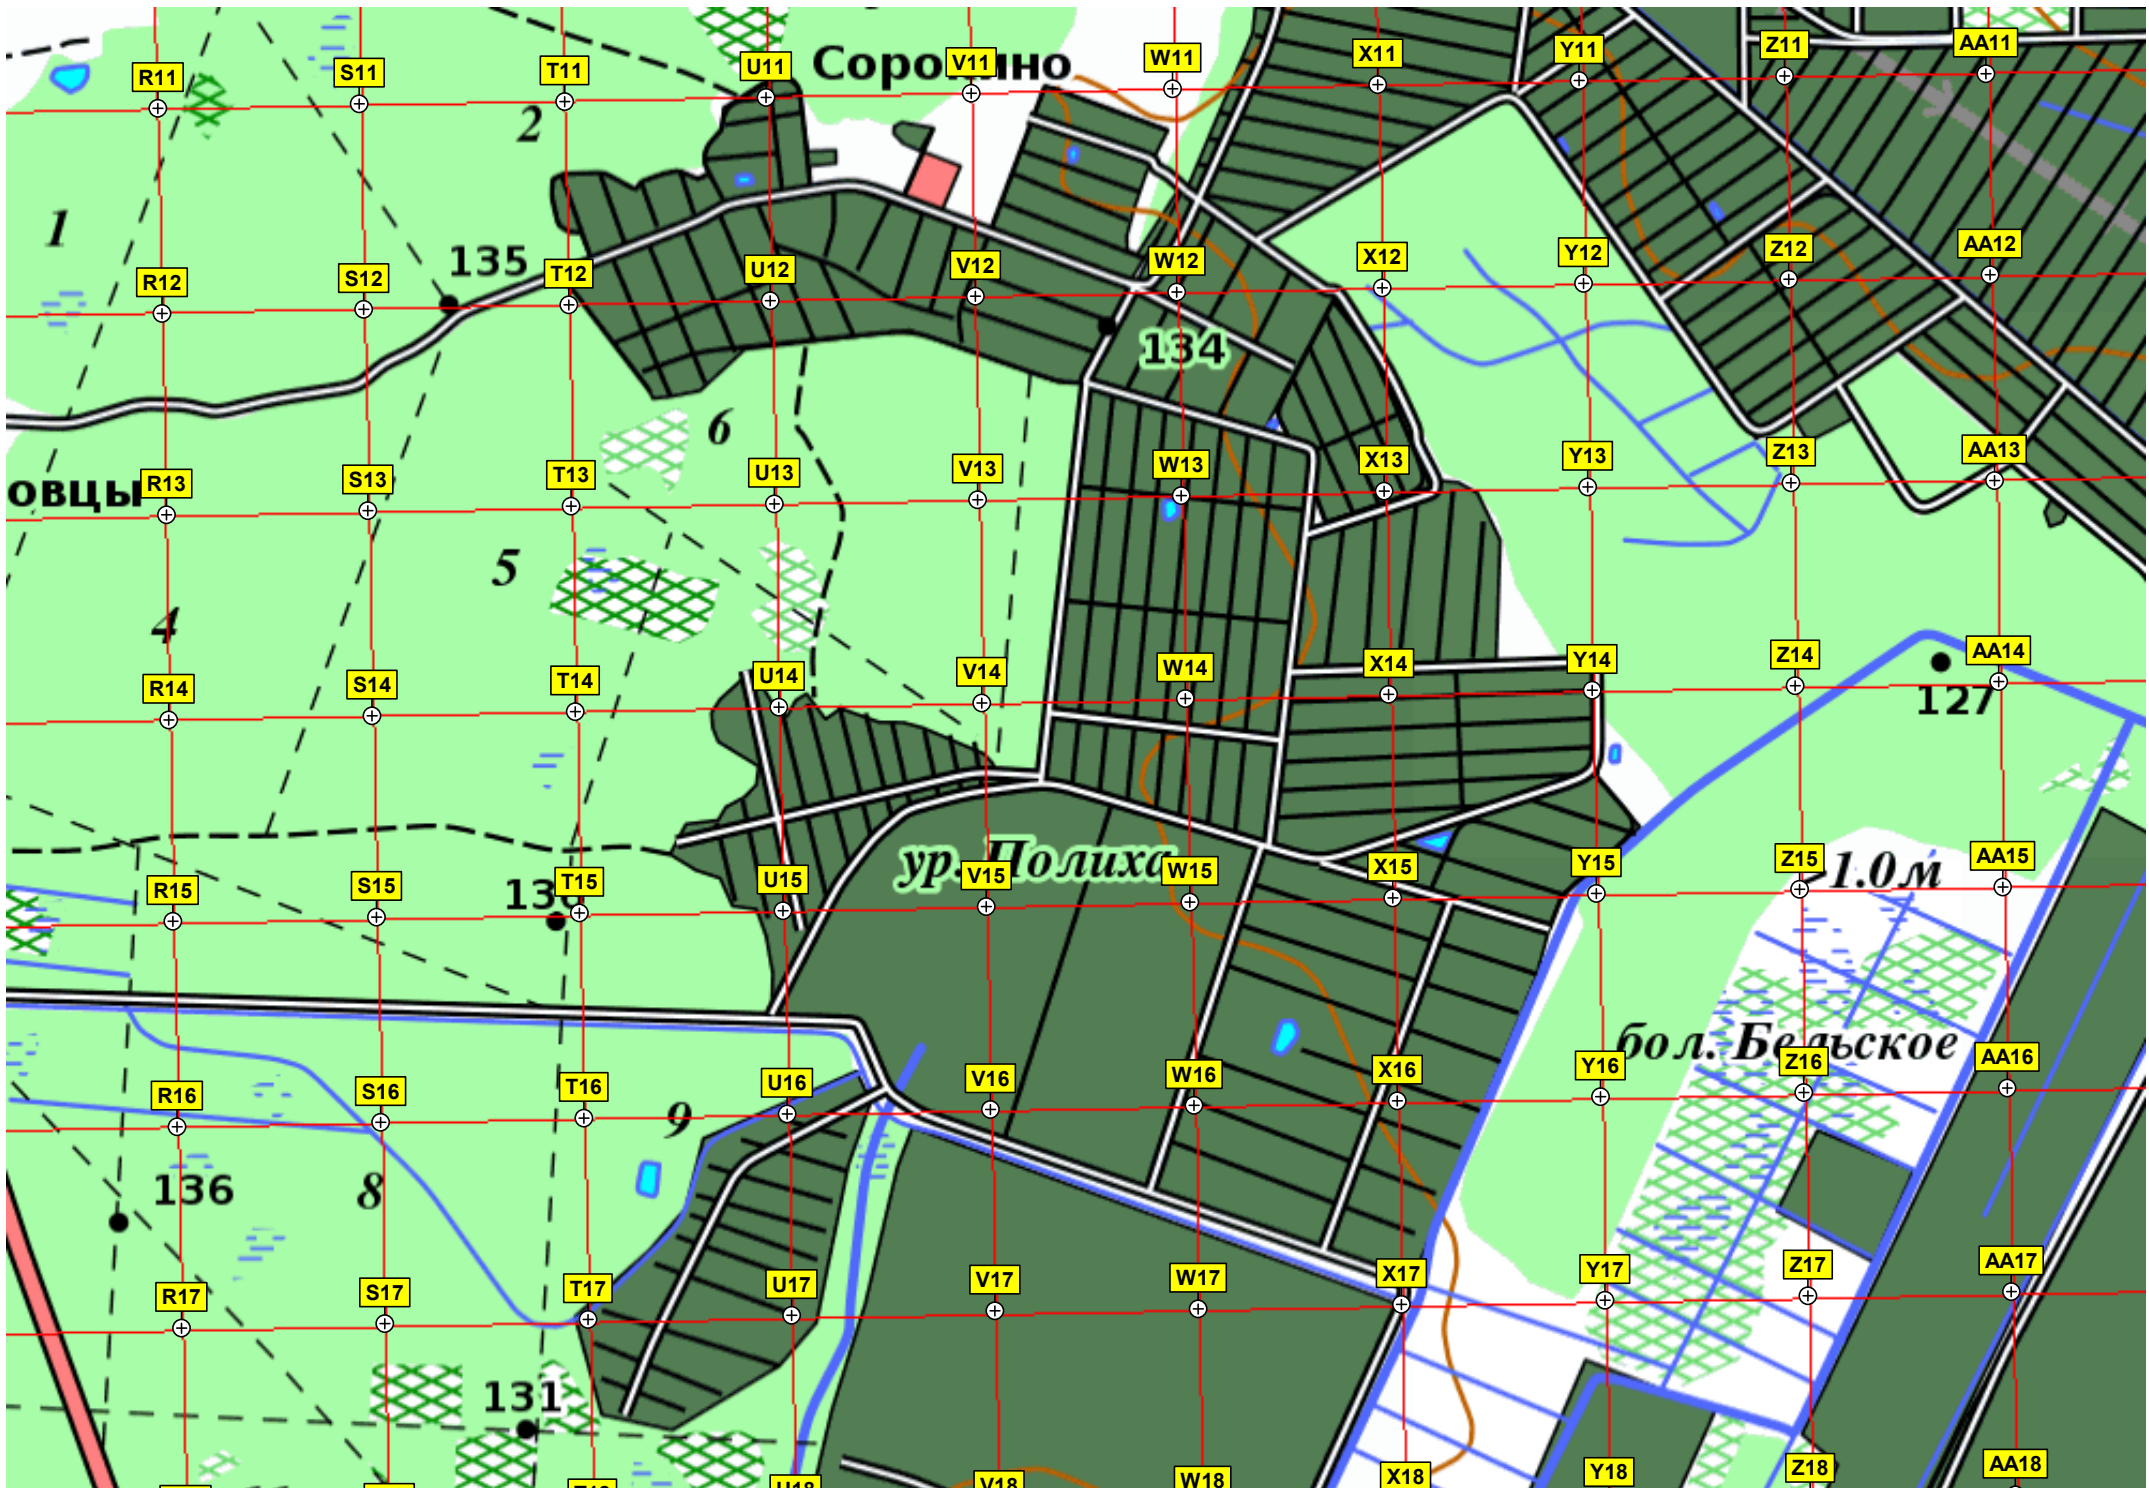 Сорокино
R11 S11 T11 U11 V11 W11 X11 Y11 Z11 AA11
2
1
135
R12 S12 T12 U12 V12 W12 X12 Y12 Z12 AA12
134
6
овцы
R13 S13 T13 U13 V13 W13 X13 Y13 Z13 AA13
5
4
R14 S14 T14 U14 V14 W14 X14 Y14 Z14 AA14
127
ур. Полиха
1.0 м
R15 S15 T15 U15 V15 W15 X15 Y15 Z15 AA15
бол. Бельское
R16 S16 T16 U16 V16 W16 X16 Y16 Z16 AA16
9
136
8
R17 S17 T17 U17 V17 W17 X17 Y17 Z17 AA17
131
U18 V18 W18 X18 Y18 Z18 AA18